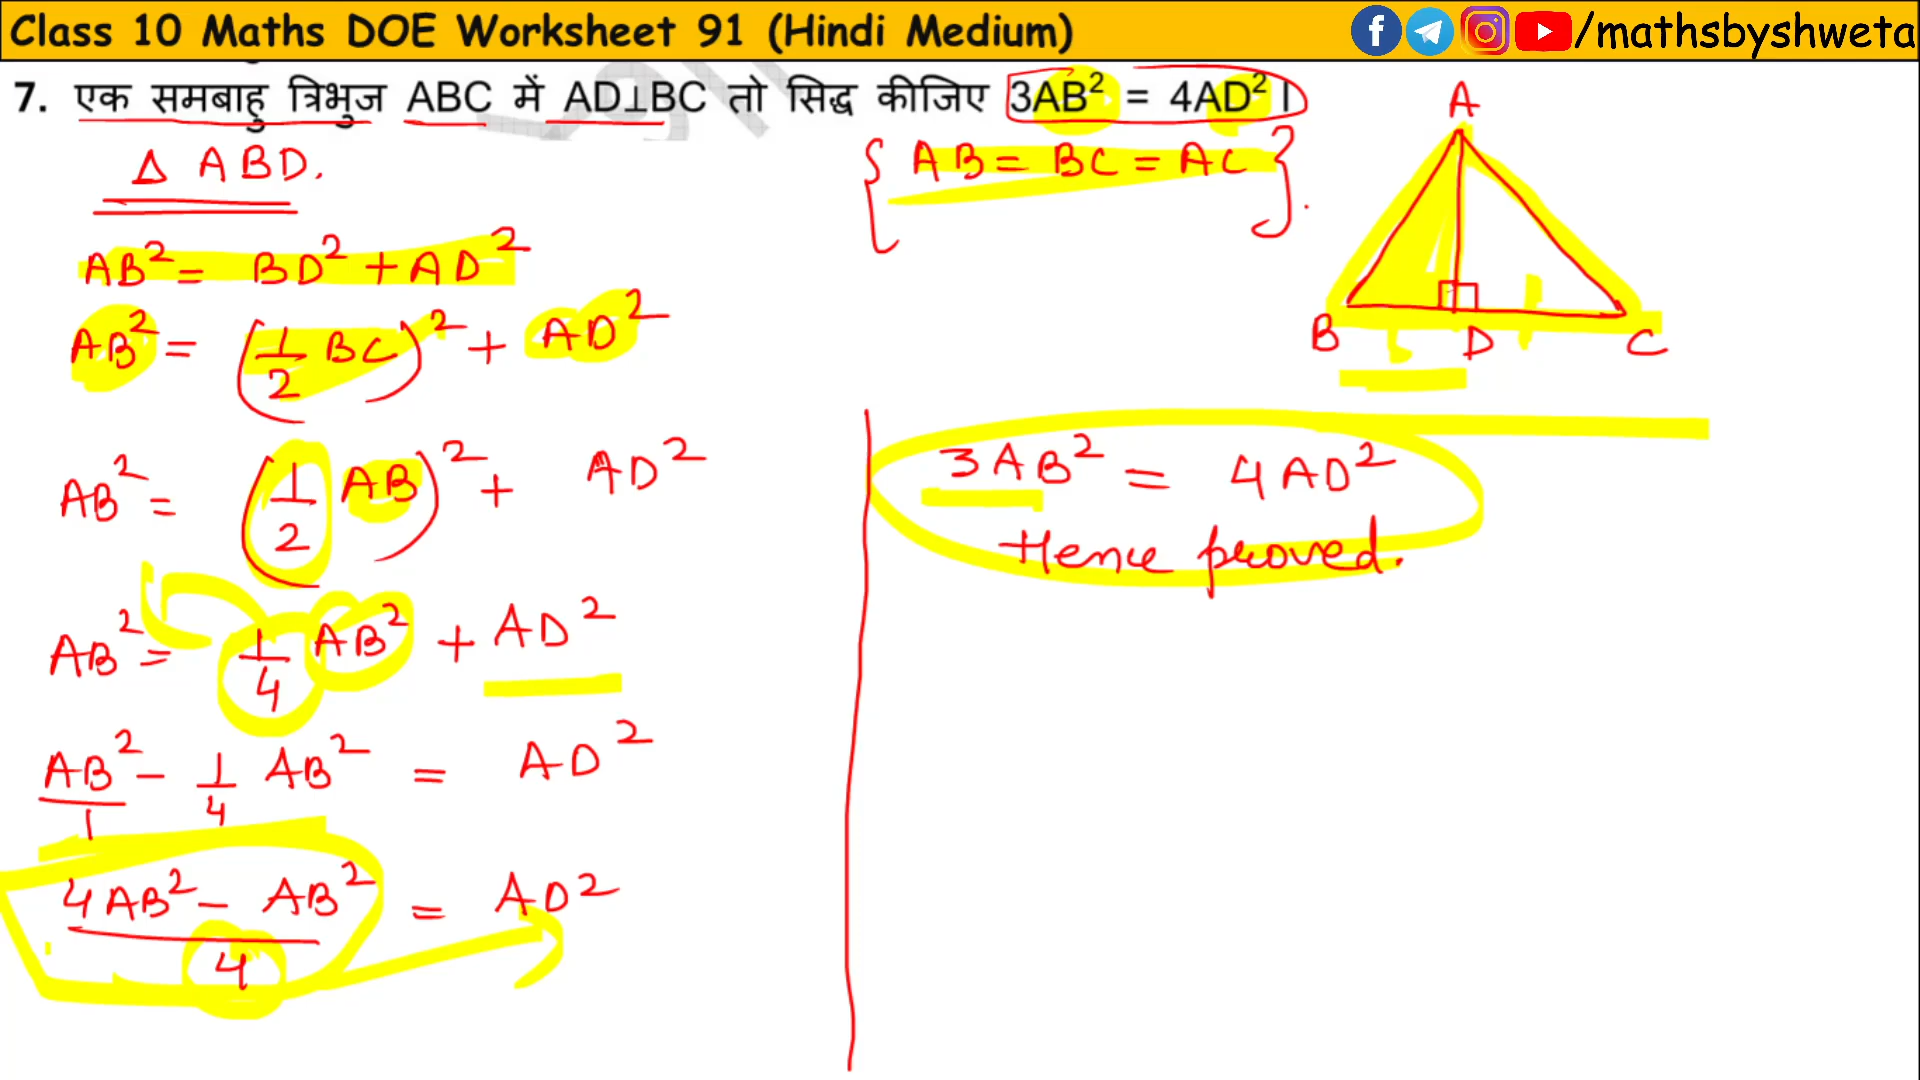 Class 10 Maths DOE Worksheet 91 (Hindi Medium)
/mathsbyshweta
7. एक समबाहु त्रिभुज ABC में AD⊥BC तो सिद्ध कीजिए 3AB² = 4AD² ।
Δ ABD.
{ AB = BC = AC }.
A
B D C
AB² = BD² + AD²
AB² = (1/2 BC)² + AD²
AB² = (1/2 AB)² + AD²
AB² = 1/4 AB² + AD²
AB²/1 - 1/4 AB² = AD²
(4AB² - AB²)/4 = AD²
3AB² = 4AD²
Hence proved.